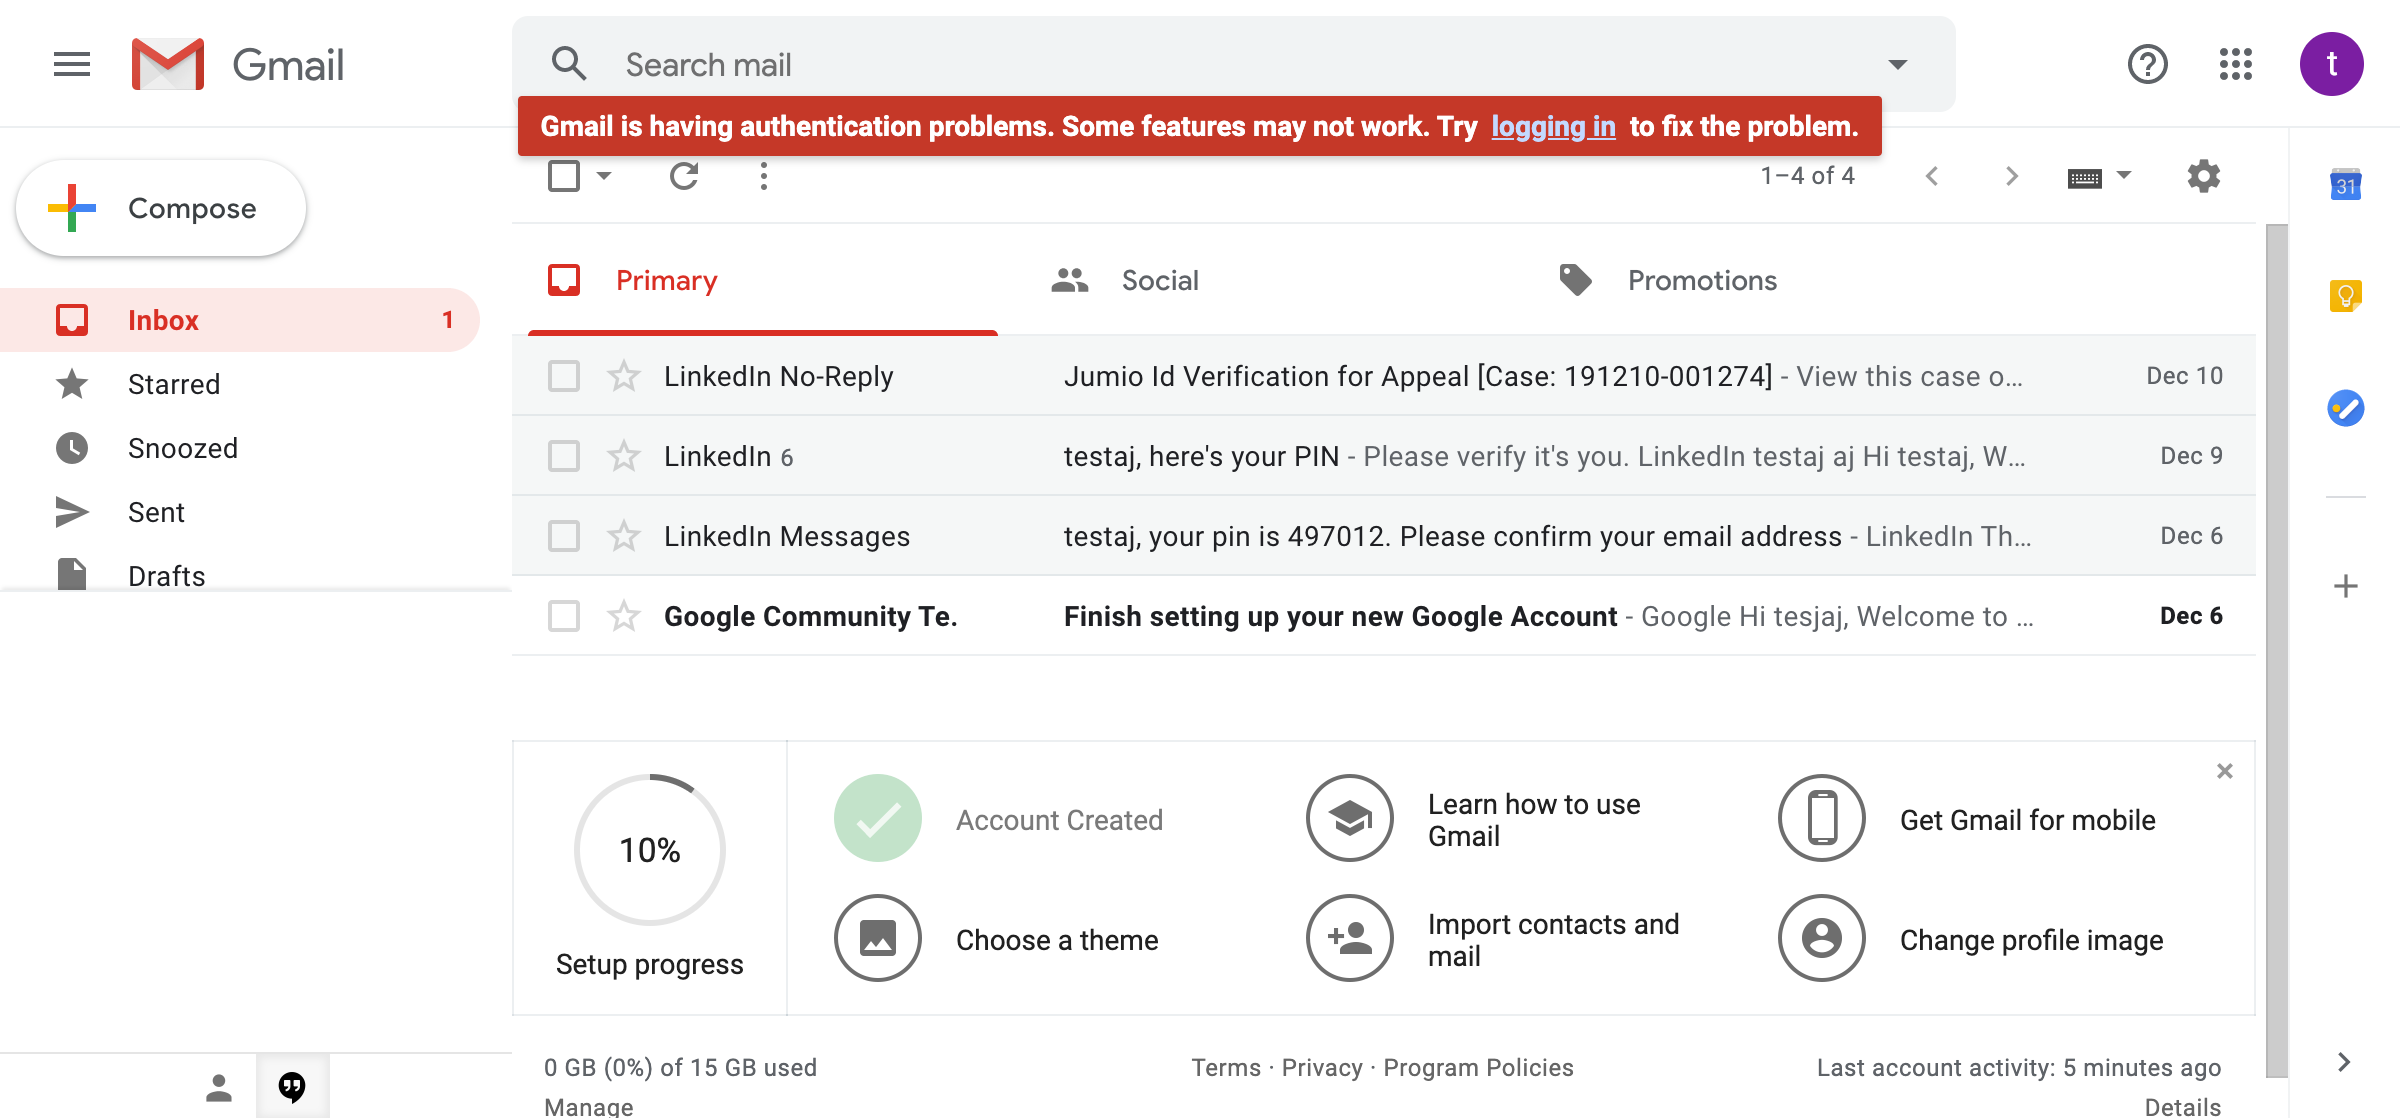 Gmail
Search mail
t
Gmail is having authentication problems. Some features may not work. Try logging in to fix the problem.
Compose
1–4 of 4
31
Primary
Social
Promotions
Inbox 1
Starred
Snoozed
Sent
Drafts
LinkedIn No-Reply Jumio Id Verification for Appeal [Case: 191210-001274] - View this case o... Dec 10
LinkedIn 6 testaj, here's your PIN - Please verify it's you. LinkedIn testaj aj Hi testaj, W... Dec 9
LinkedIn Messages testaj, your pin is 497012. Please confirm your email address - LinkedIn Th... Dec 6
Google Community Te. Finish setting up your new Google Account - Google Hi tesjaj, Welcome to ... Dec 6
10%
Setup progress
Account Created
Learn how to use
Gmail
Get Gmail for mobile
Choose a theme
Import contacts and
mail
Change profile image
0 GB (0%) of 15 GB used
Manage
Terms · Privacy · Program Policies
Last account activity: 5 minutes ago
Details